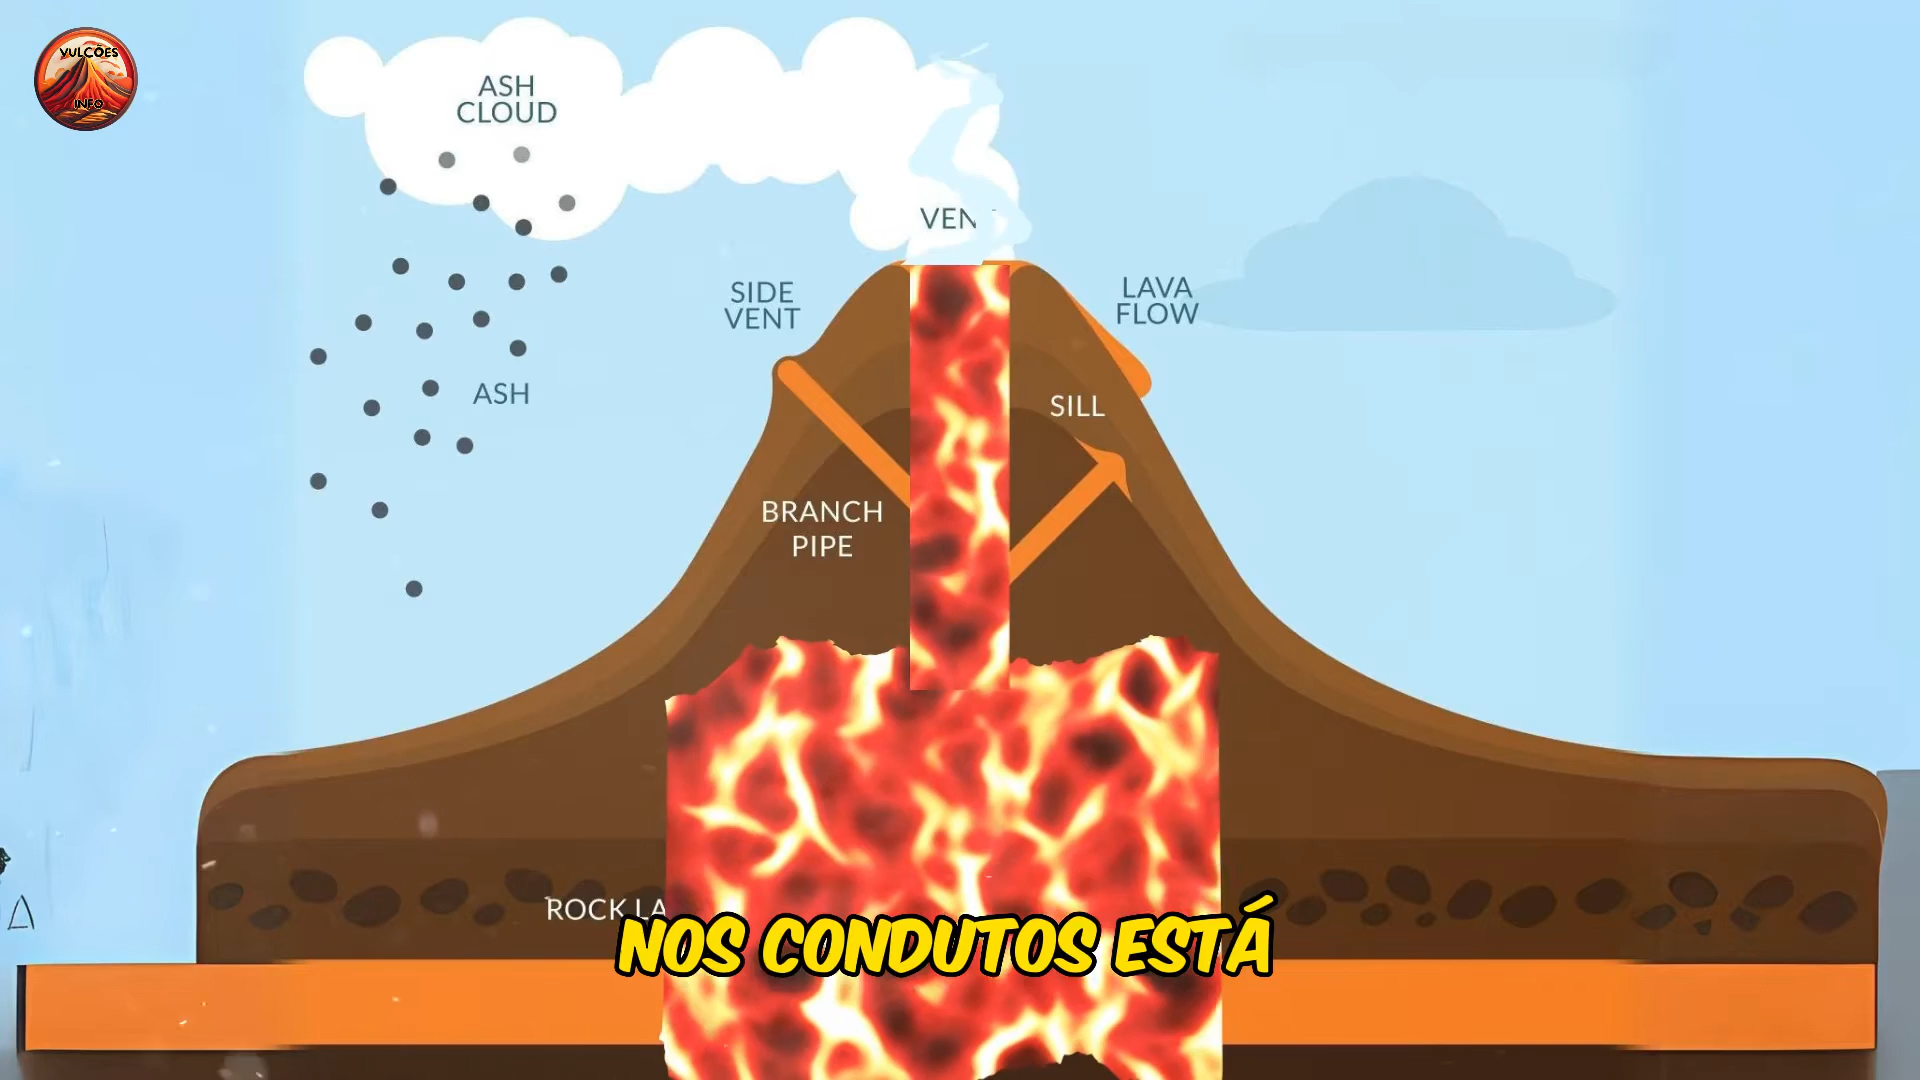 VULCÕES
INFO
ASH
CLOUD
VEN
SIDE
VENT
LAVA
FLOW
ASH
SILL
BRANCH
PIPE
ROCK LA
NOS CONDUTOS ESTÁ